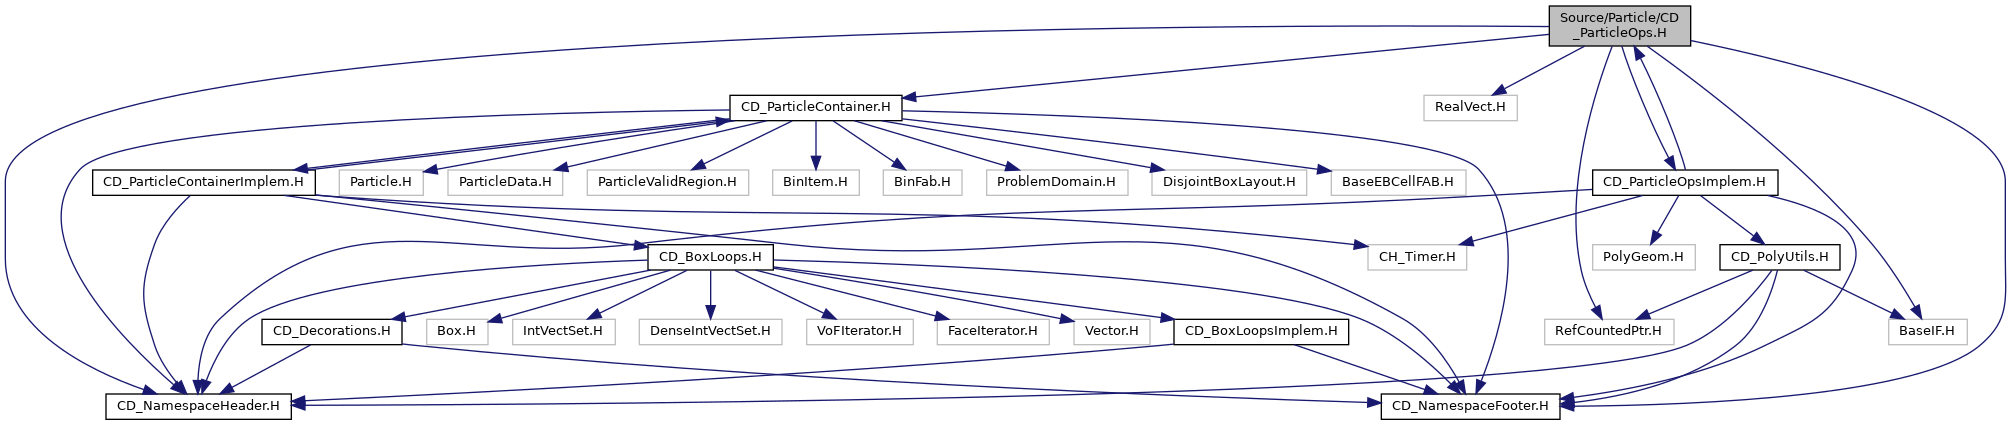 Source/Particle/CD
_ParticleOps.H
CD_ParticleContainer.H
RealVect.H
CD_ParticleContainerImplem.H
Particle.H
ParticleData.H
ParticleValidRegion.H
BinItem.H
BinFab.H
ProblemDomain.H
DisjointBoxLayout.H
BaseEBCellFAB.H
CD_ParticleOpsImplem.H
CD_BoxLoops.H
CH_Timer.H
PolyGeom.H
CD_PolyUtils.H
CD_Decorations.H
Box.H
IntVectSet.H
DenseIntVectSet.H
VoFIterator.H
FaceIterator.H
Vector.H
CD_BoxLoopsImplem.H
RefCountedPtr.H
BaseIF.H
CD_NamespaceHeader.H
CD_NamespaceFooter.H